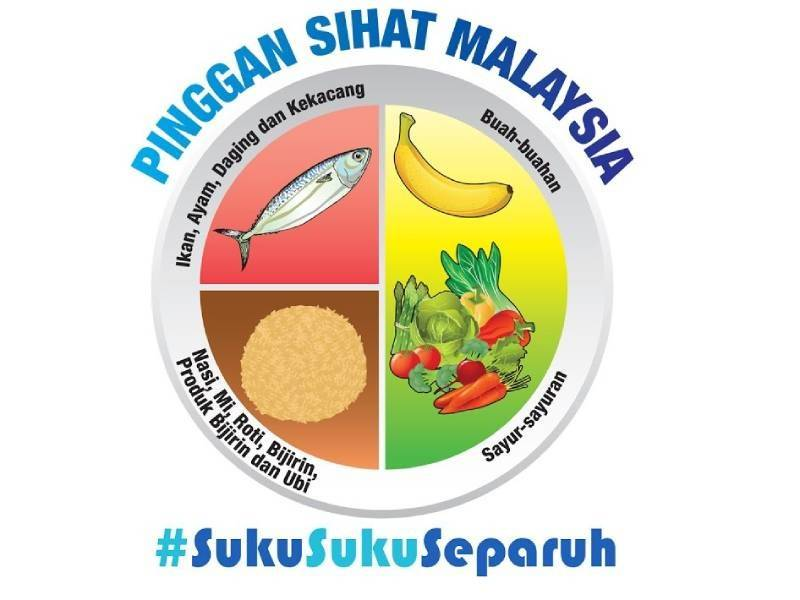 PINGGAN SIHAT MALAYSIA
Ikan, Ayam, Daging dan Kekacang
Buah-buahan
Nasi, Mi, Roti, Bijirin,
Produk Bijirin dan Ubi
Sayur-sayuran
#SukuSukuSeparuh